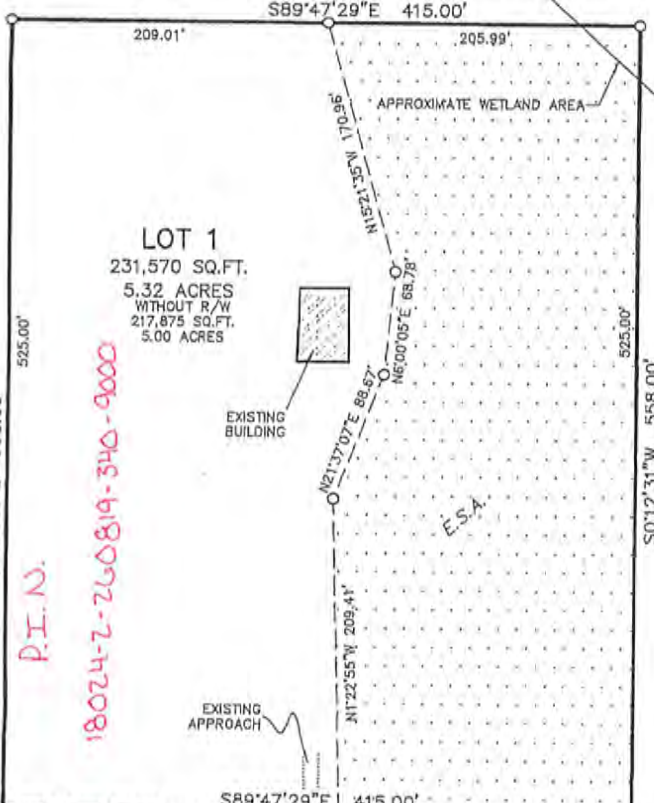 S89°47'29"E 415.00'
209.01'
205.99'
APPROXIMATE WETLAND AREA
N15°21'35"W 170.96'
LOT 1
231,570 SQ.FT.
5.32 ACRES
WITHOUT R/W
217,875 SQ.FT.
5.00 ACRES
N6°00'05"E 68.78'
525.00'
525.00'
S0°12'31"W 558.00'
EXISTING
BUILDING
N21°37'07"E 88.67'
E.S.A.
P.I.N.
18024-2-260819-340-9000
N1°22'55"W 209.41'
EXISTING
APPROACH
S89°47'29"E 415.00'